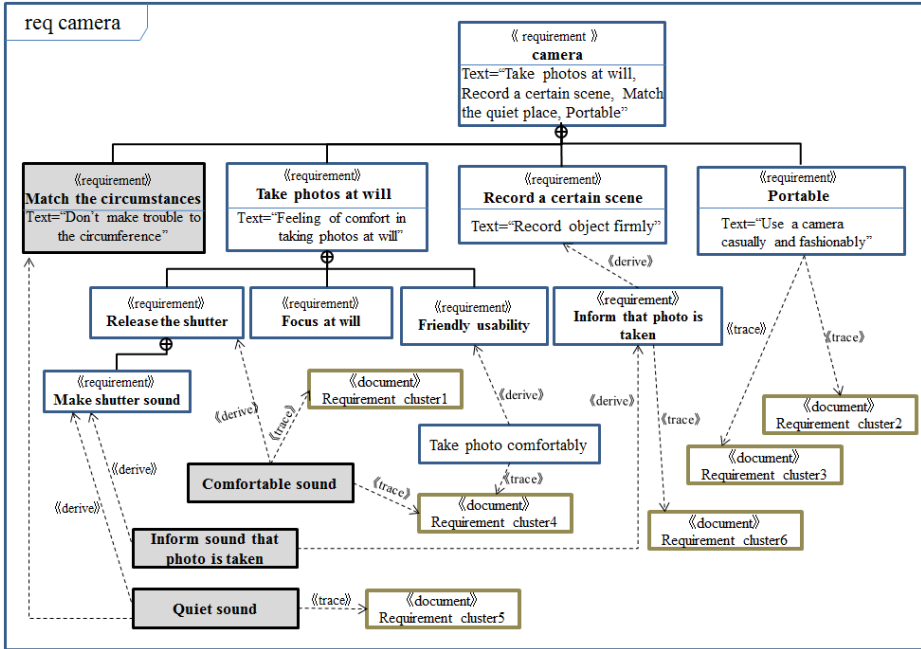 req camera
《 requirement 》
camera
Text=“Take photos at will,
Record a certain scene, Match
the quiet place, Portable”
《requirement》
Match the circumstances
Text=“Don’t make trouble to
the circumference”
《requirement》
Take photos at will
Text=“Feeling of comfort in
taking photos at will”
《requirement》
Record a certain scene
Text=“Record object firmly”
《requirement》
Portable
Text=“Use a camera
casually and fashionably”
《derive》
《requirement》
Release the shutter
《requirement》
Focus at will
《requirement》
Friendly usability
《requirement》
Inform that photo is
taken
《trace》
《trace》
《requirement》
Make shutter sound
《document》
Requirement cluster1
《derive》
《trace》
《derive》
《derive》
《trace》
《document》
Requirement cluster2
Take photo comfortably
《document》
Requirement cluster3
《derive》
Comfortable sound
《trace》
《trace》
《derive》
《document》
Requirement cluster4
《document》
Requirement cluster6
Inform sound that
photo is taken
Quiet sound
《trace》
《document》
Requirement cluster5